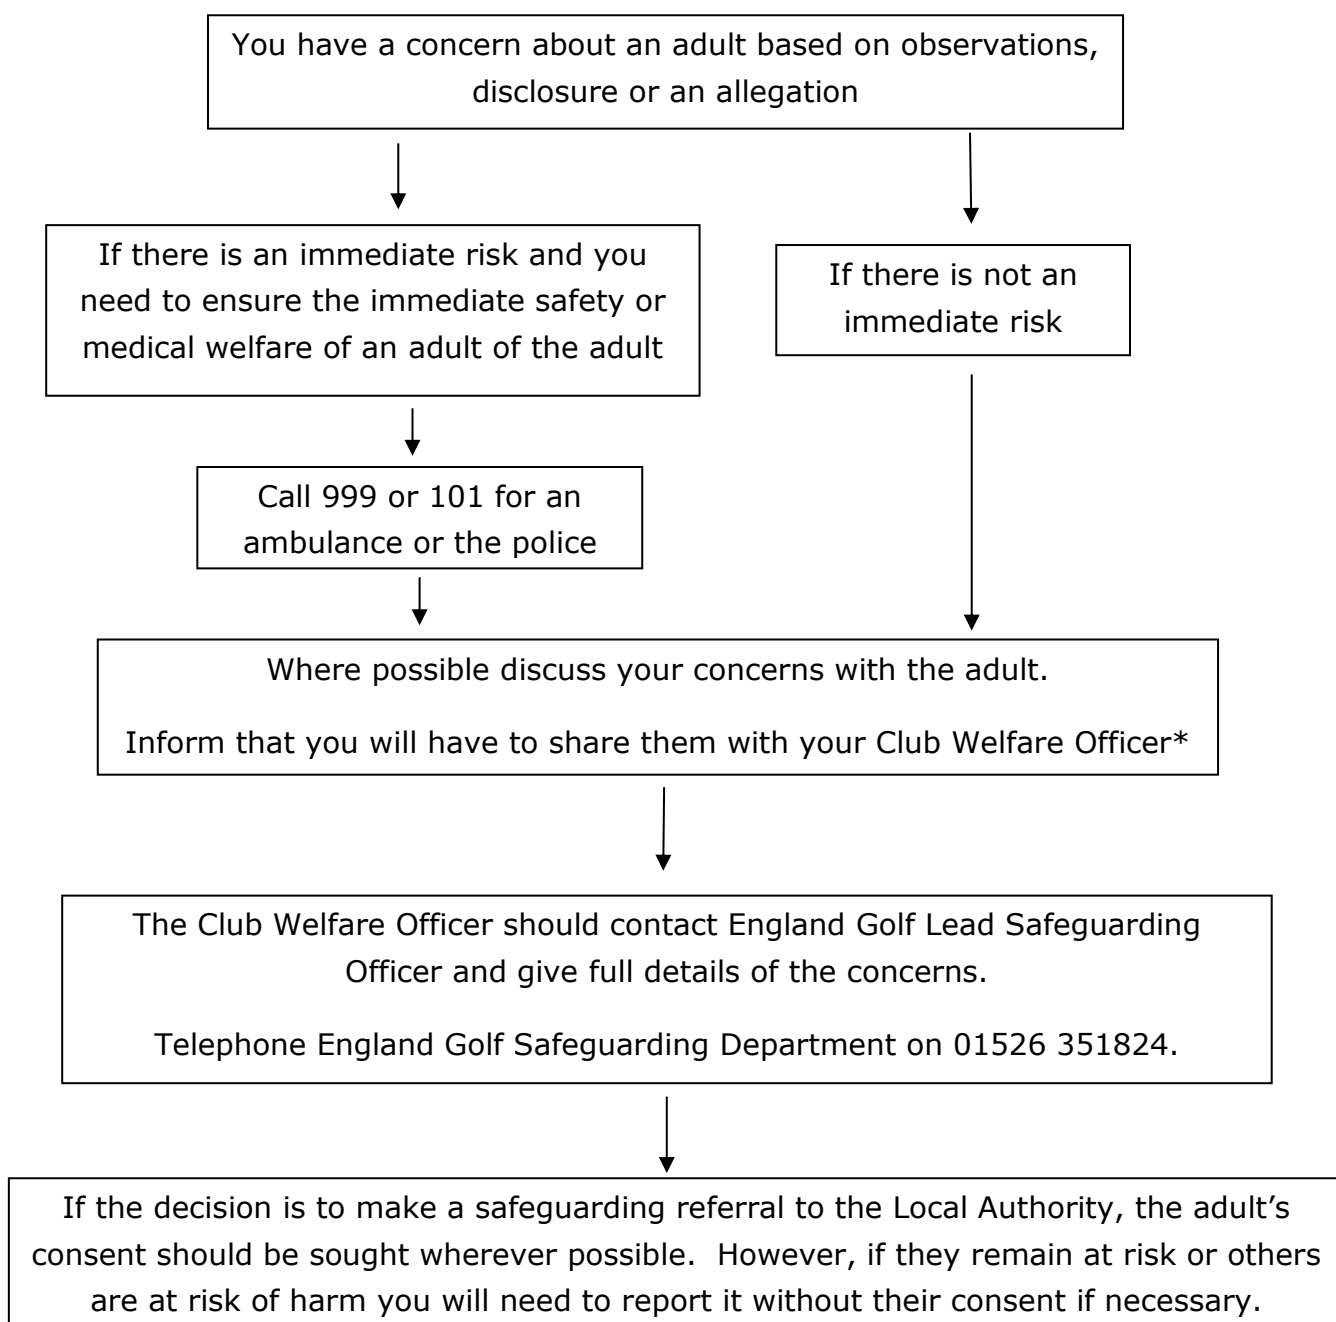 You have a concern about an adult based on observations,
disclosure or an allegation
If there is an immediate risk and you
need to ensure the immediate safety or
medical welfare of an adult of the adult
If there is not an
immediate risk
Call 999 or 101 for an
ambulance or the police
Where possible discuss your concerns with the adult.
Inform that you will have to share them with your Club Welfare Officer*
The Club Welfare Officer should contact England Golf Lead Safeguarding
Officer and give full details of the concerns.
Telephone England Golf Safeguarding Department on 01526 351824.
If the decision is to make a safeguarding referral to the Local Authority, the adult’s
consent should be sought wherever possible.  However, if they remain at risk or others
are at risk of harm you will need to report it without their consent if necessary.